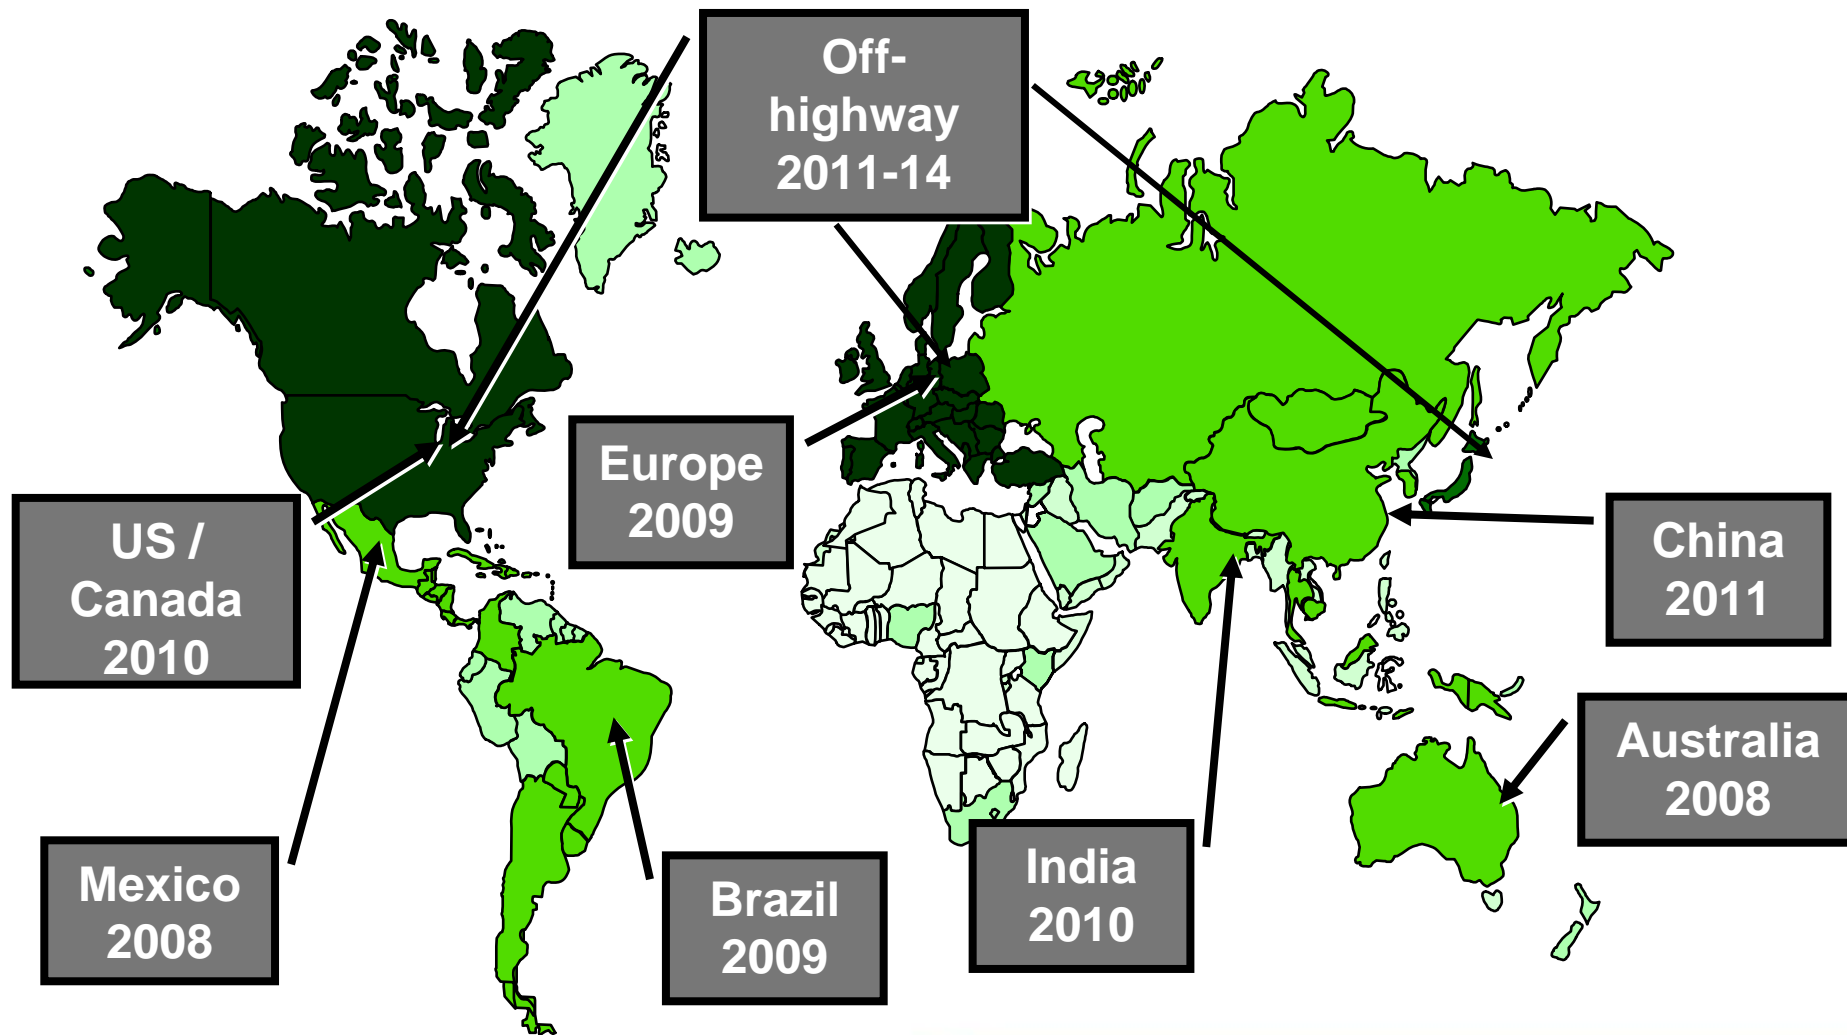 Off-
highway
2011-14
Europe
2009
US /
Canada
2010
China
2011
Australia
2008
Mexico
2008
Brazil
2009
India
2010